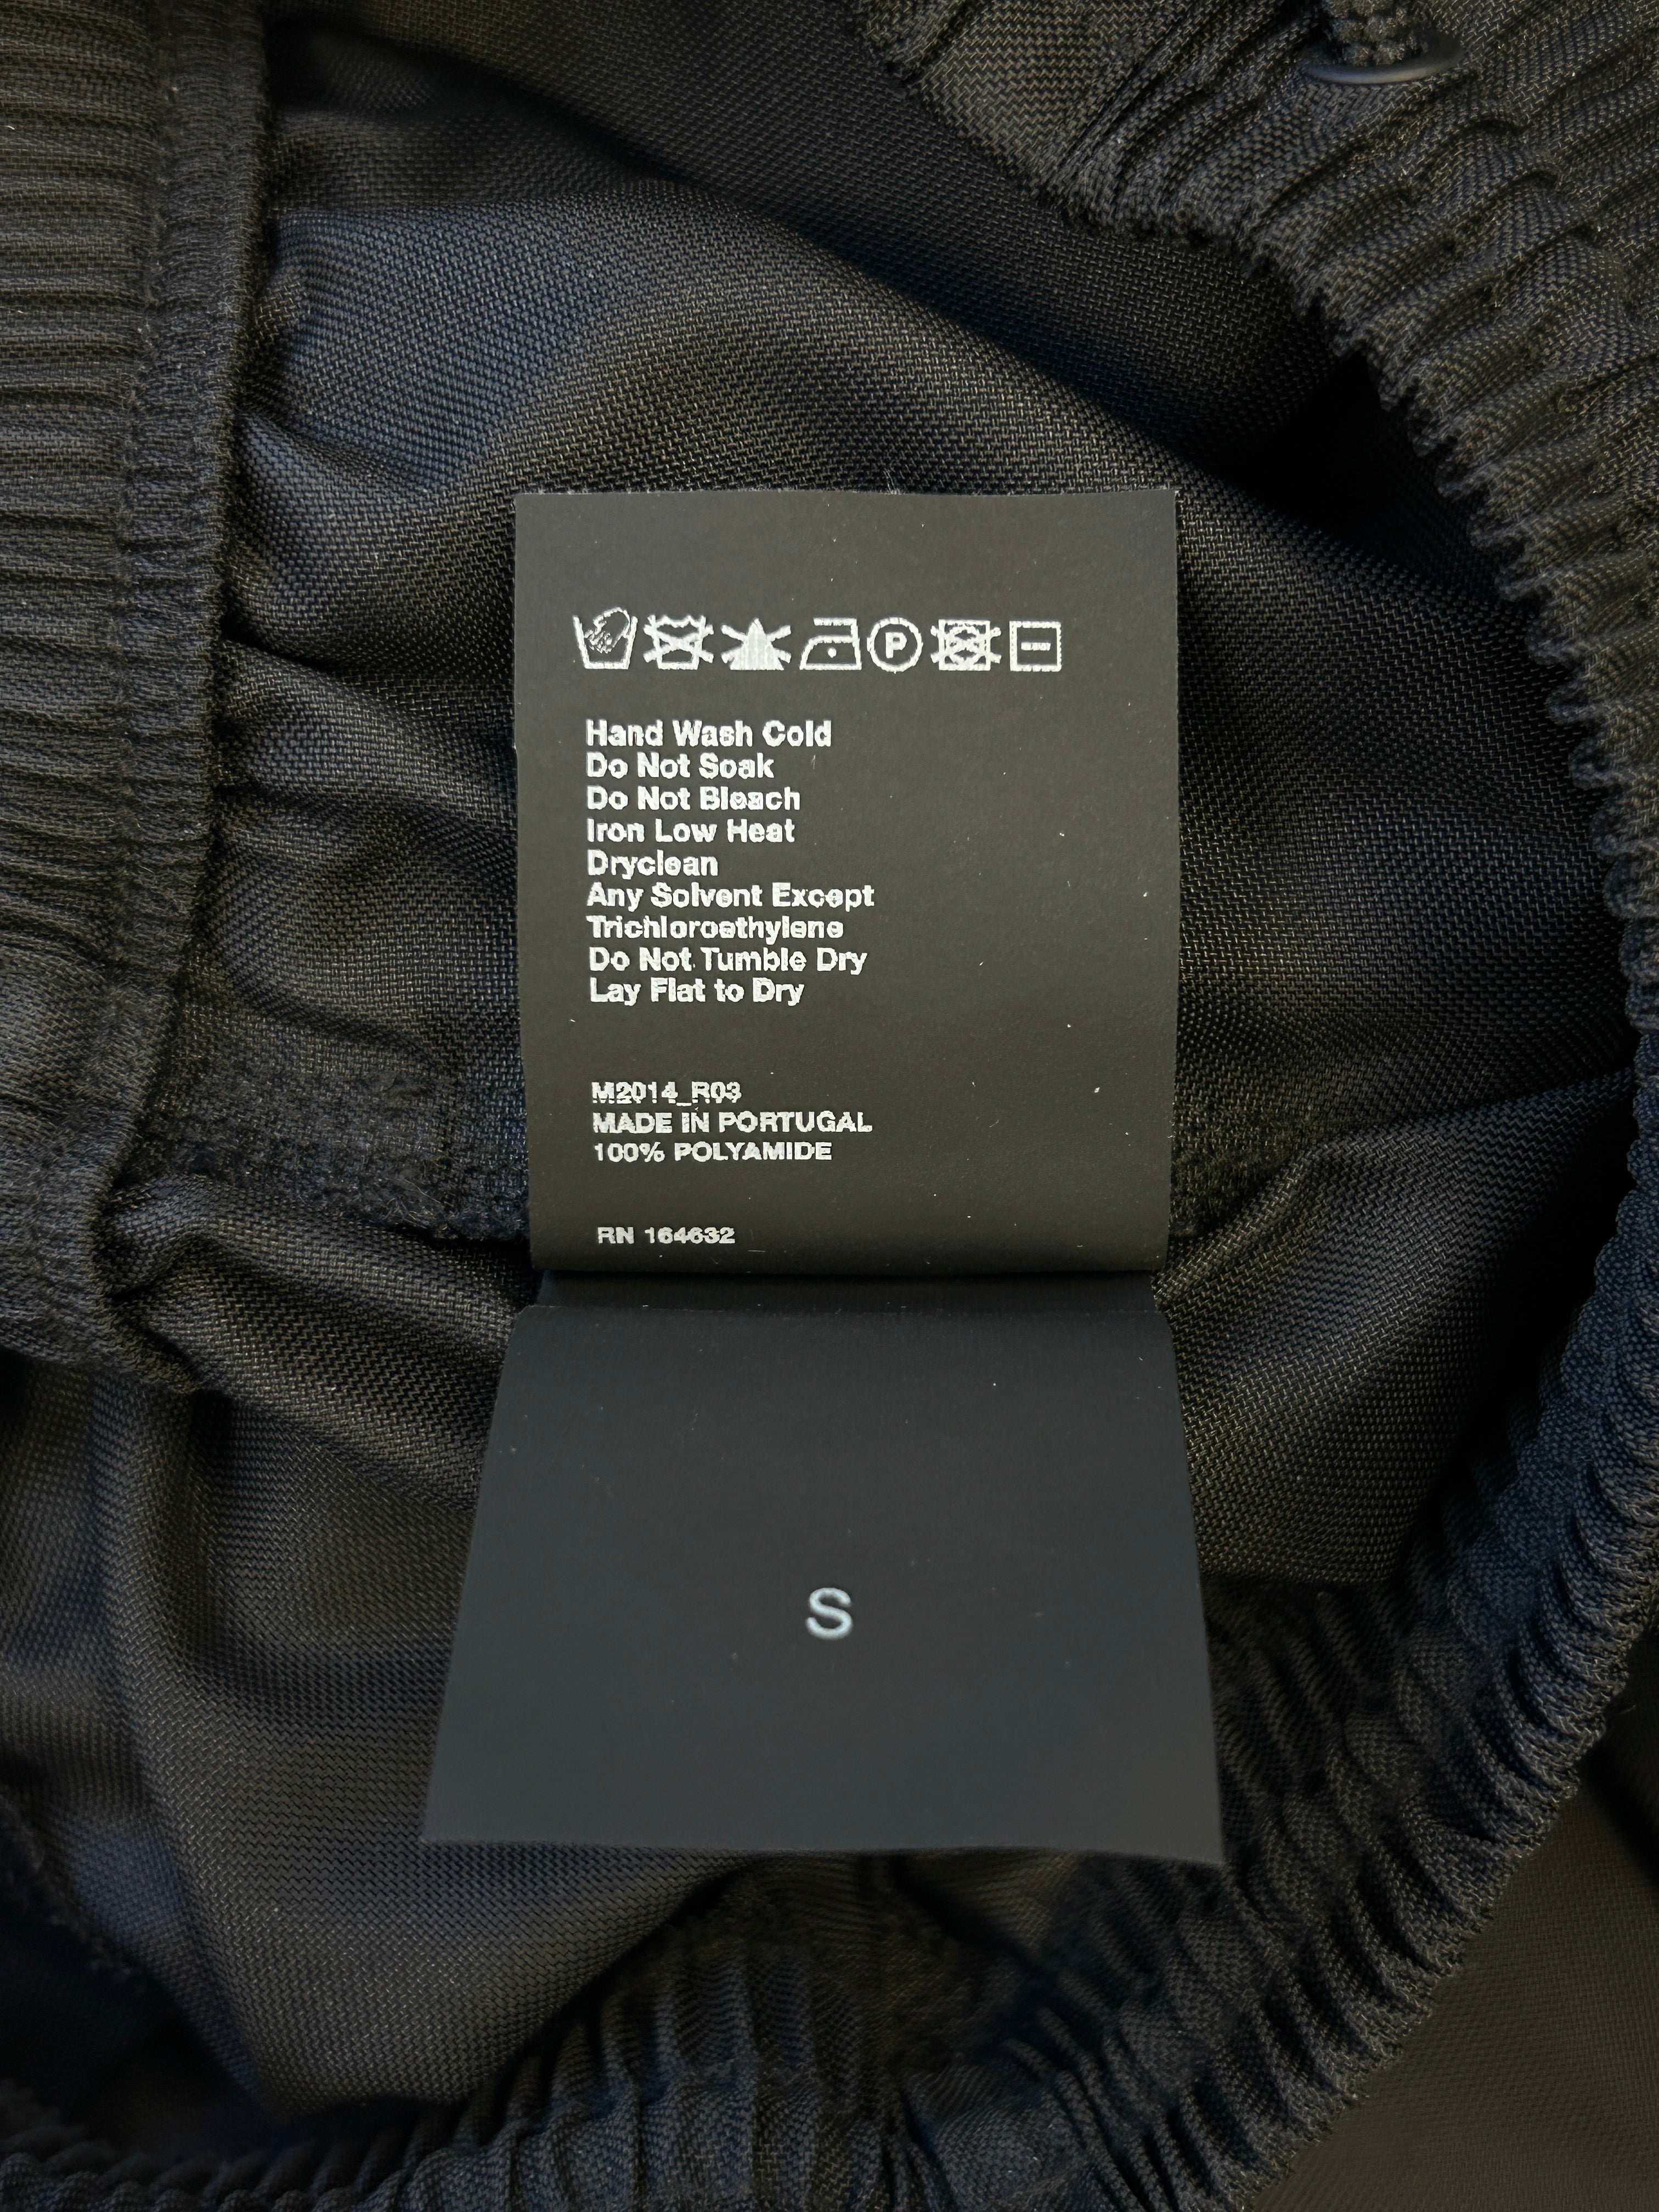 P
Hand Wash Cold
Do Not Soak
Do Not Bleach
Iron Low Heat
Dryclean
Any Solvent Except
Trichloroethylene
Do Not Tumble Dry
Lay Flat to Dry
M2014_R03
MADE IN PORTUGAL
100% POLYAMIDE
RN 164632
S